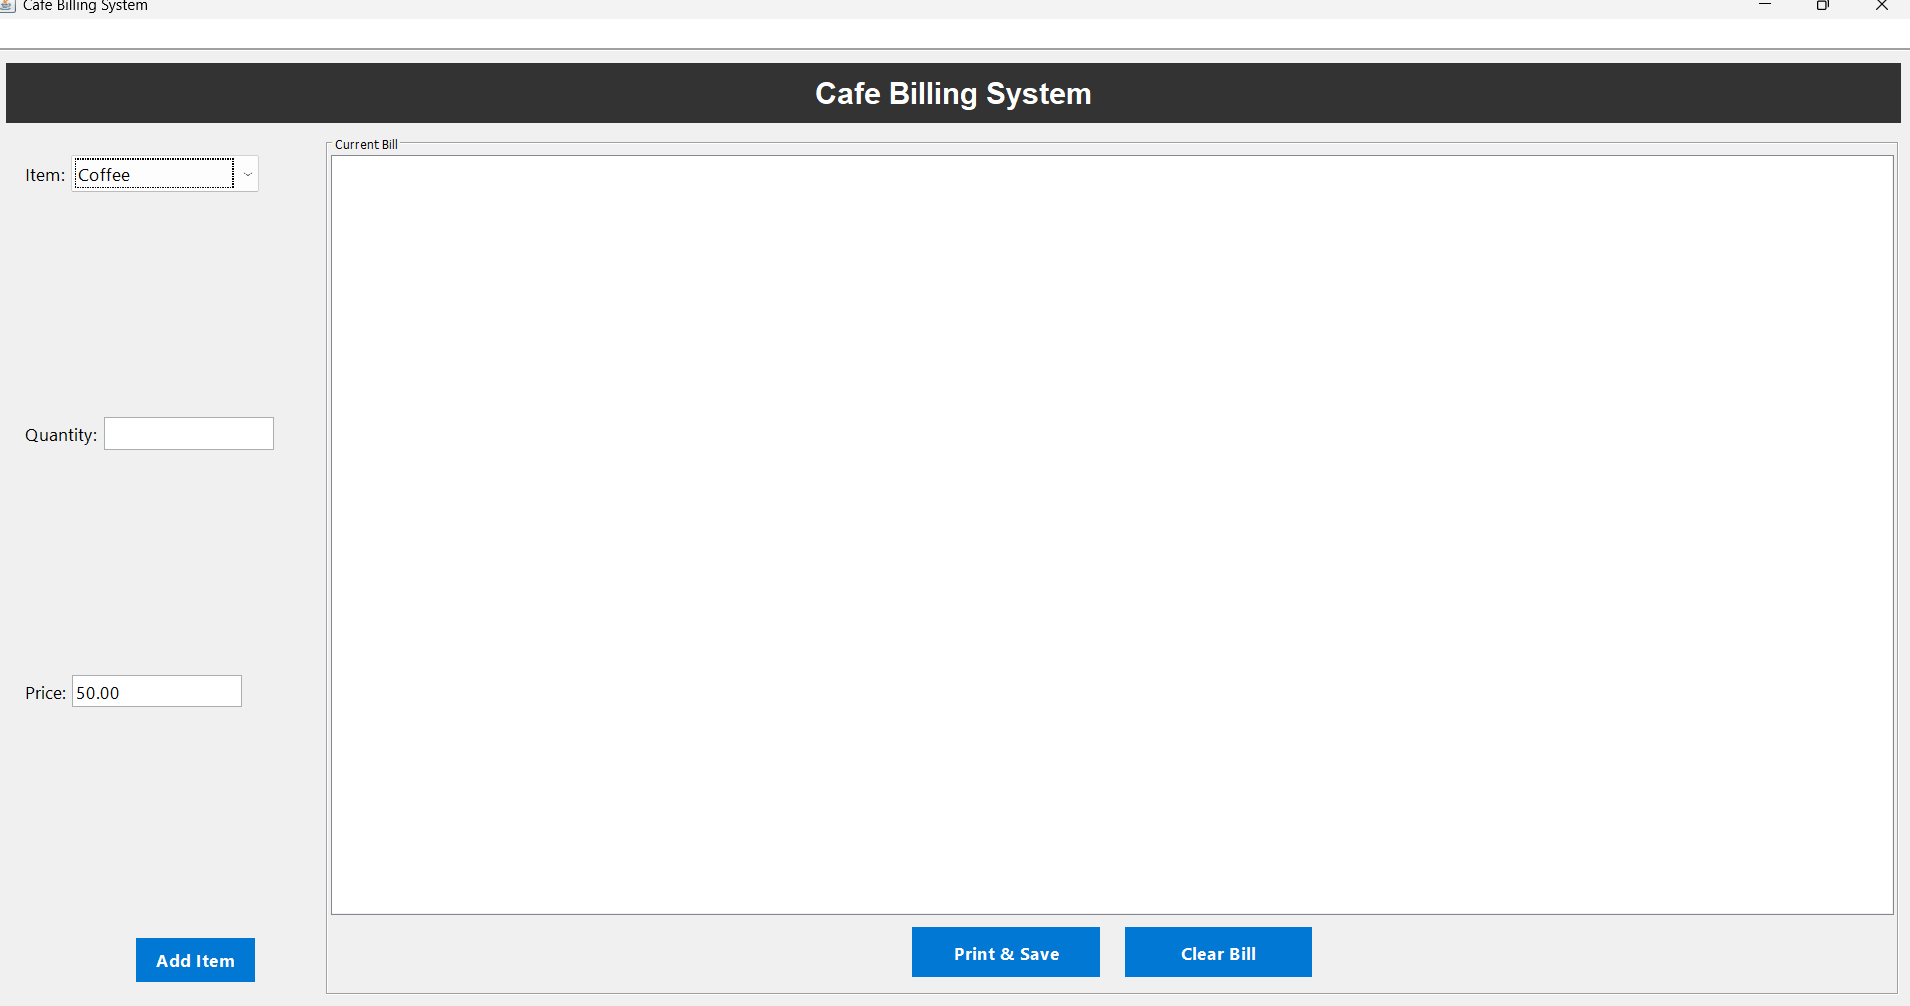 Cafe Billing System
Cafe Billing System
Item: Coffee
Current Bill
Quantity:
Price: 50.00
Add Item
Print & Save
Clear Bill